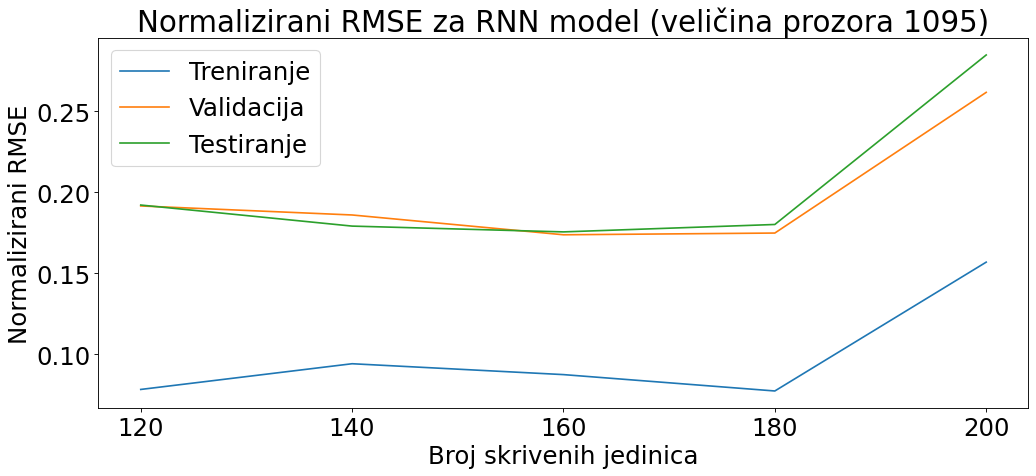 Normalizirani RMSE za RNN model (veličina prozora 1095)
Treniranje
Validacija
Testiranje
Normalizirani RMSE
0.25
0.20
0.15
0.10
120 140 160 180 200
Broj skrivenih jedinica